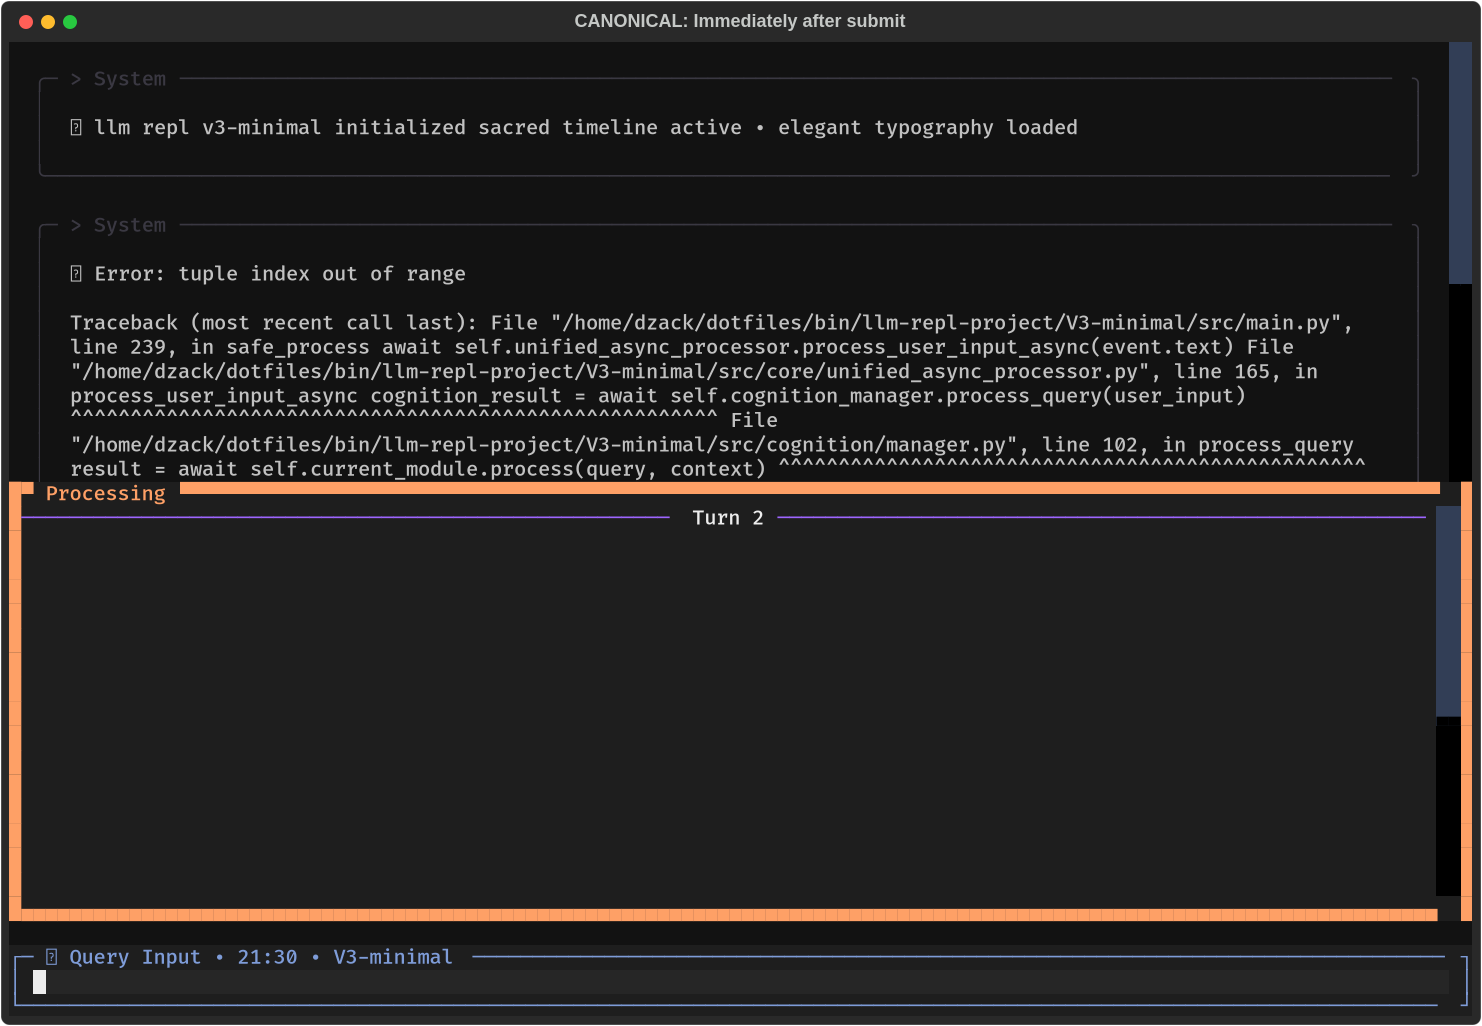 CANONICAL: Immediately after submit
> System
llm repl v3-minimal initialized sacred timeline active • elegant typography loaded
> System
Error: tuple index out of range
Traceback (most recent call last): File "/home/dzack/dotfiles/bin/llm-repl-project/V3-minimal/src/main.py",
line 239, in safe_process await self.unified_async_processor.process_user_input_async(event.text) File
"/home/dzack/dotfiles/bin/llm-repl-project/V3-minimal/src/core/unified_async_processor.py", line 165, in
process_user_input_async cognition_result = await self.cognition_manager.process_query(user_input)
^^^^^^^^^^^^^^^^^^^^^^^^^^^^^^^^^^^^^^^^^^^^^^^^^^^^^^ File
"/home/dzack/dotfiles/bin/llm-repl-project/V3-minimal/src/cognition/manager.py", line 102, in process_query
result = await self.current_module.process(query, context) ^^^^^^^^^^^^^^^^^^^^^^^^^^^^^^^^^^^^^^^^^^^^^^^^^
Processing
Turn 2
Query Input • 21:30 • V3-minimal